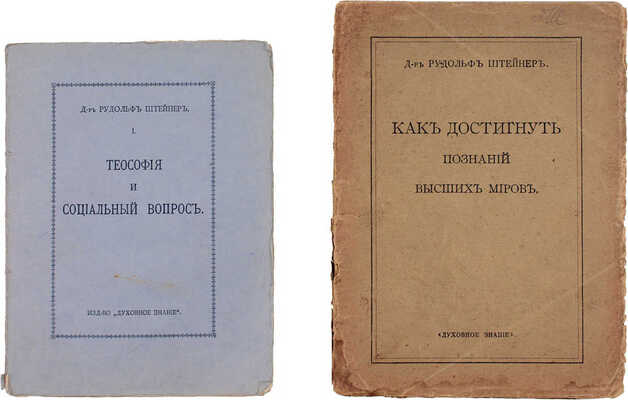 Д-ръ РУДОЛЬФЪ ШТЕЙНЕРЪ.
I.
ТЕОСОФІЯ
И
СОЦІАЛЬНЫЙ ВОПРОСЪ.
ИЗД-ВО „ДУХОВНОЕ ЗНАНІЕ".
Д-ръ РУДОЛЬФЪ ШТЕЙНЕРЪ.
КАКЪ ДОСТИГНУТЬ
ПОЗНАНІЙ
ВЫСШИХЪ МІРОВЪ.
«ДУХОВНОЕ ЗНАНІЕ».